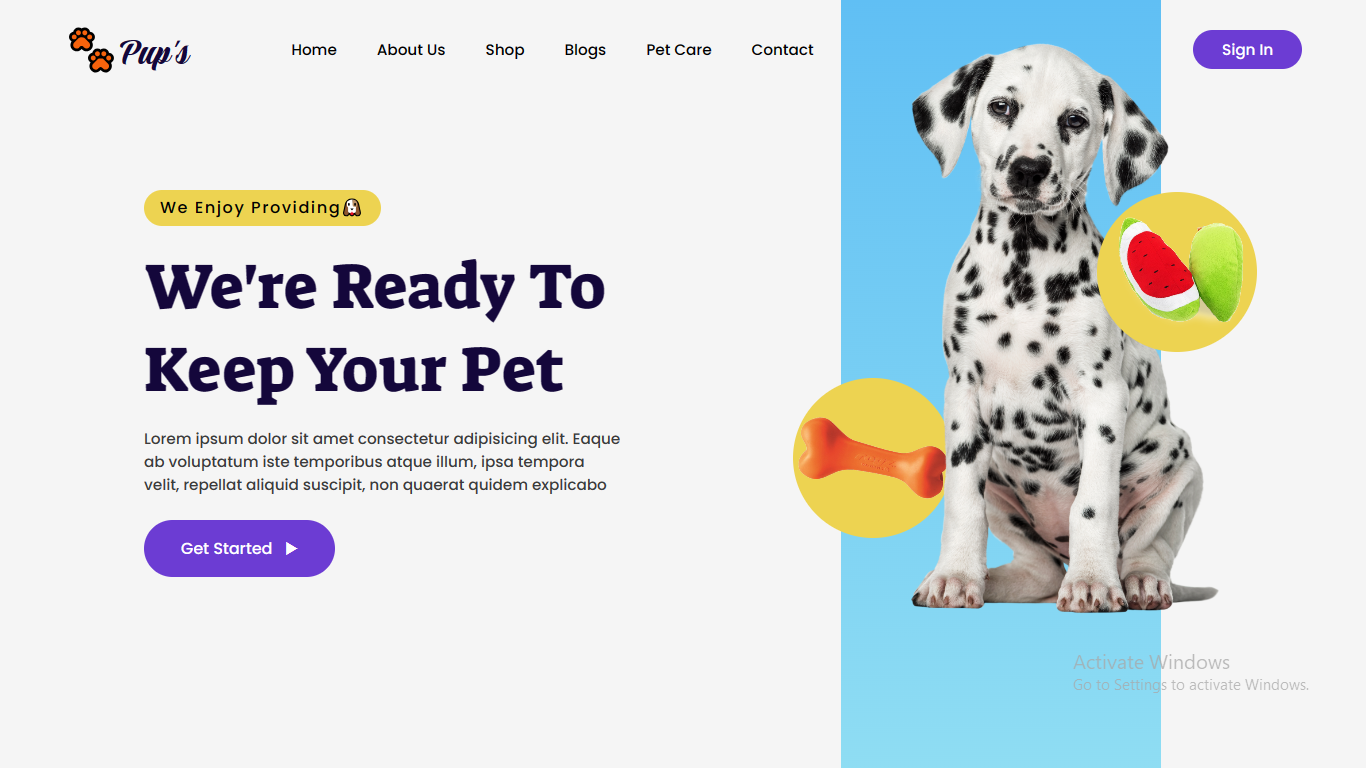 Pup's
Home
About Us
Shop
Blogs
Pet Care
Contact
Sign In
We Enjoy Providing
We're Ready To
Keep Your Pet
Lorem ipsum dolor sit amet consectetur adipisicing elit. Eaque
ab voluptatum iste temporibus atque illum, ipsa tempora
velit, repellat aliquid suscipit, non quaerat quidem explicabo
Get Started
Activate Windows
Go to Settings to activate Windows.